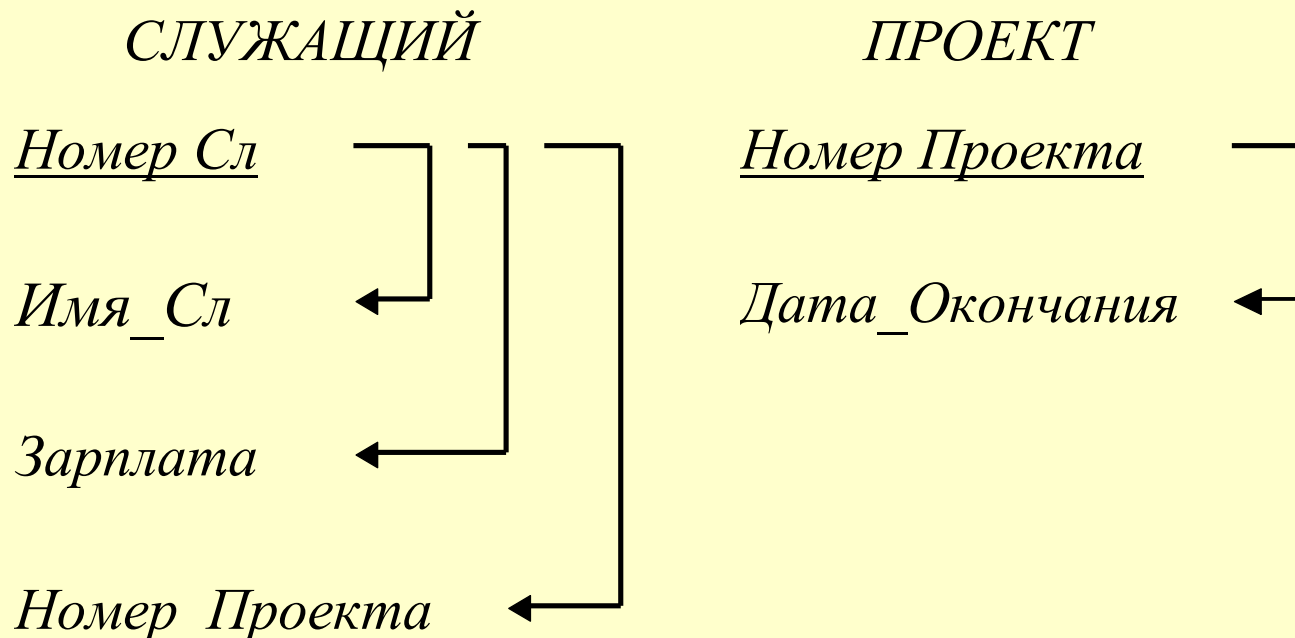 СЛУЖАЩИЙ
Номер Сл
Имя_Сл
Зарплата
Номер Проекта
ПРОЕКТ
Номер Проекта
Дата_Окончания